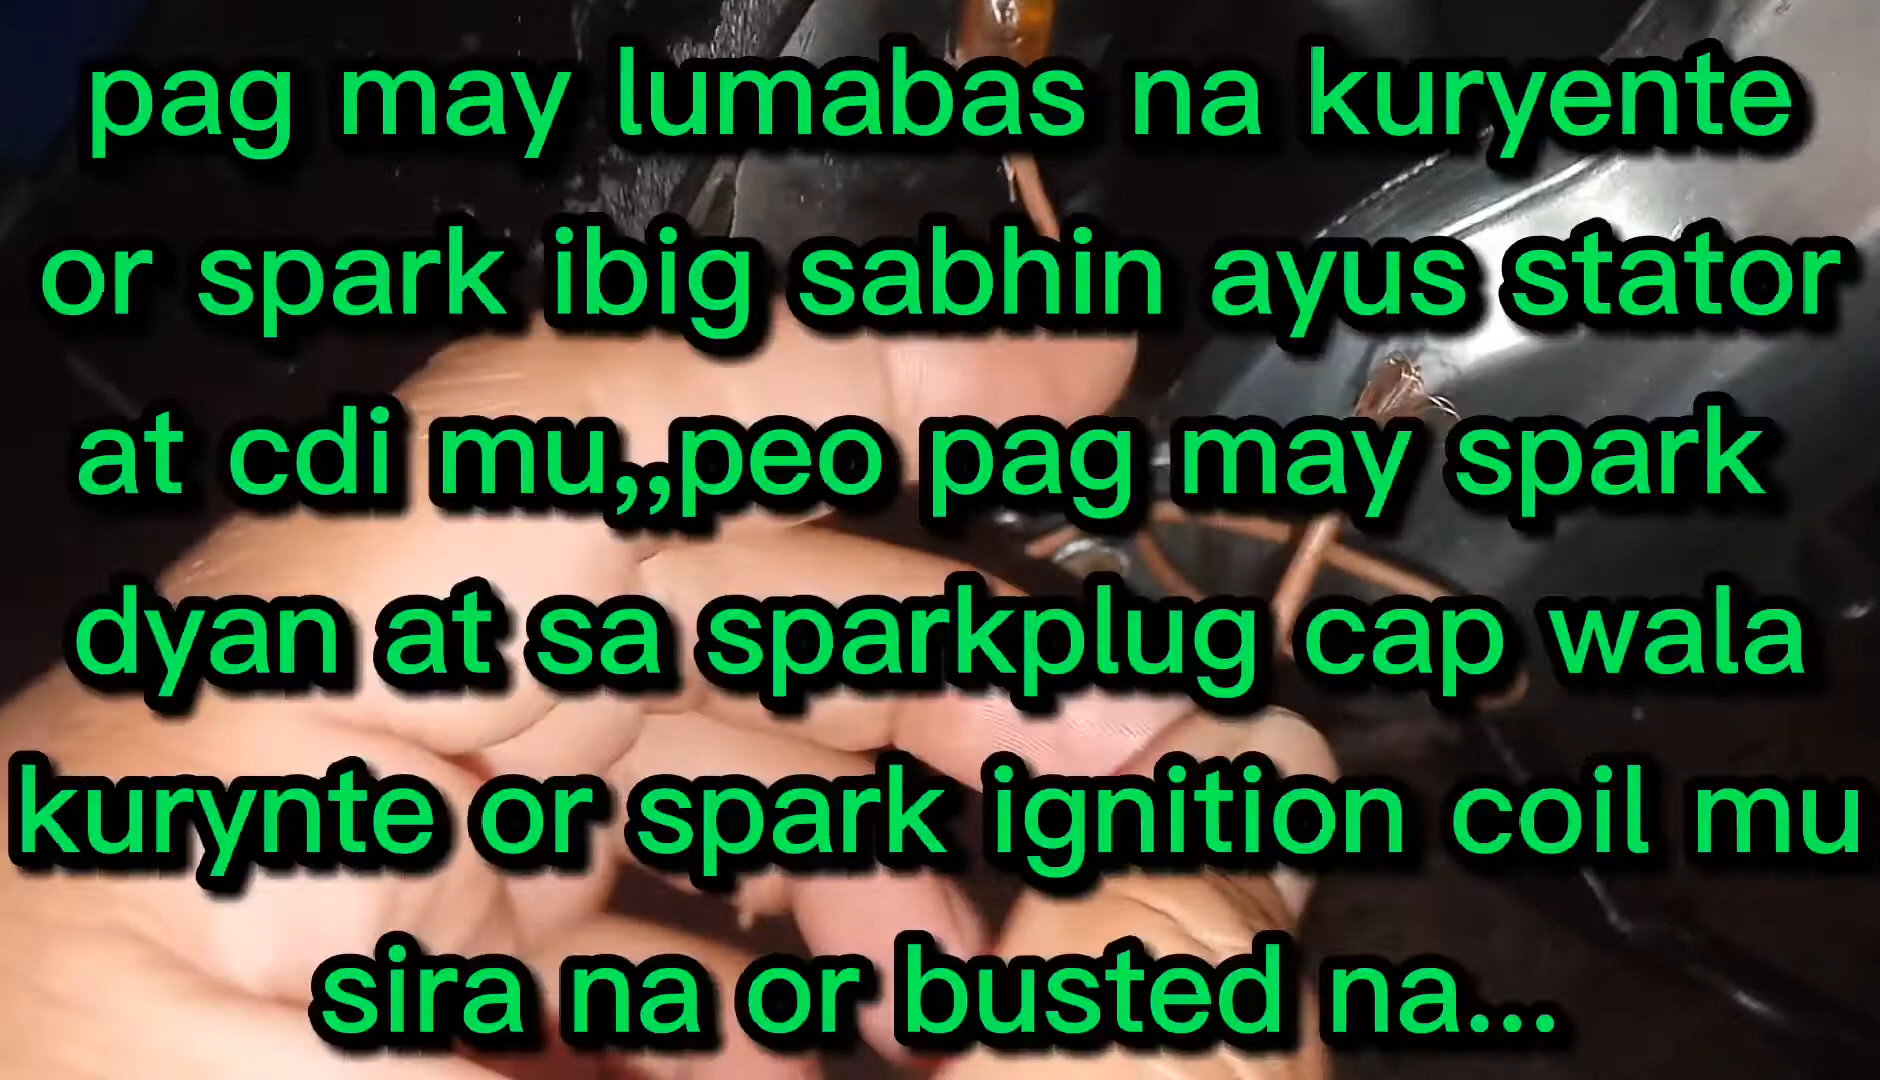 pag may lumabas na kuryente
or spark ibig sabhin ayus stator
at cdi mu,,peo pag may spark
dyan at sa sparkplug cap wala
kurynte or spark ignition coil mu
sira na or busted na...